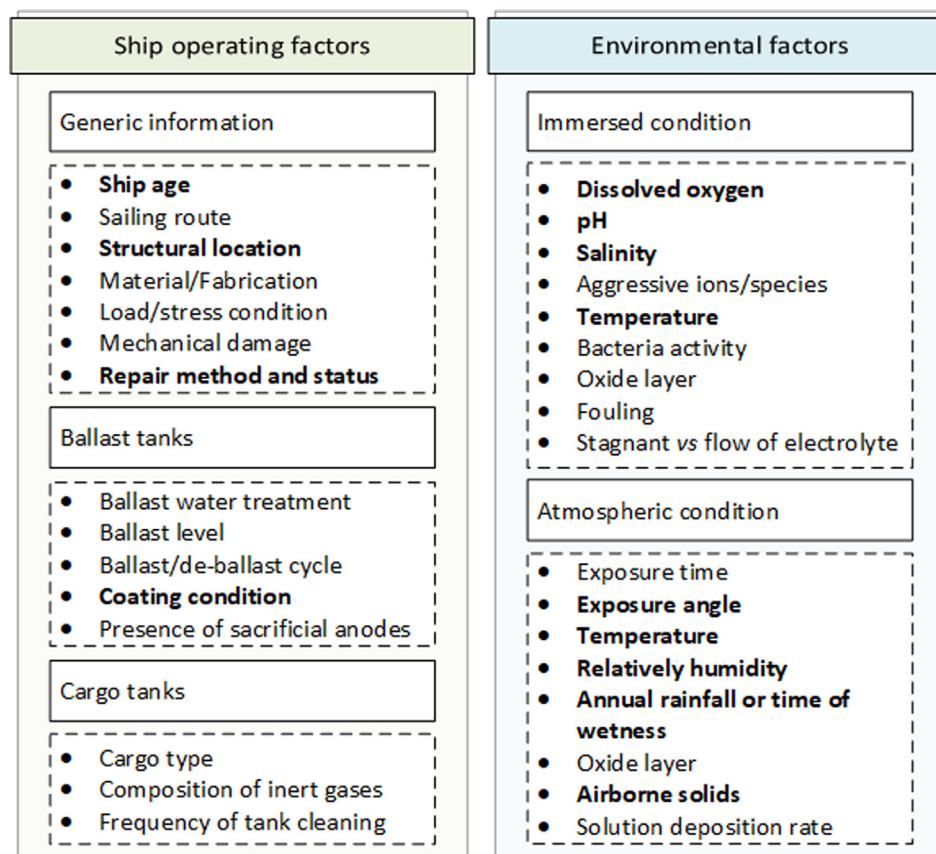 Ship operating factors
Generic information
• Ship age
• Sailing route
• Structural location
• Material/Fabrication
• Load/stress condition
• Mechanical damage
• Repair method and status
Ballast tanks
• Ballast water treatment
• Ballast level
• Ballast/de-ballast cycle
• Coating condition
• Presence of sacrificial anodes
Cargo tanks
• Cargo type
• Composition of inert gases
• Frequency of tank cleaning
Environmental factors
Immersed condition
• Dissolved oxygen
• pH
• Salinity
• Aggressive ions/species
• Temperature
• Bacteria activity
• Oxide layer
• Fouling
• Stagnant vs flow of electrolyte
Atmospheric condition
• Exposure time
• Exposure angle
• Temperature
• Relatively humidity
• Annual rainfall or time of
wetness
• Oxide layer
• Airborne solids
• Solution deposition rate